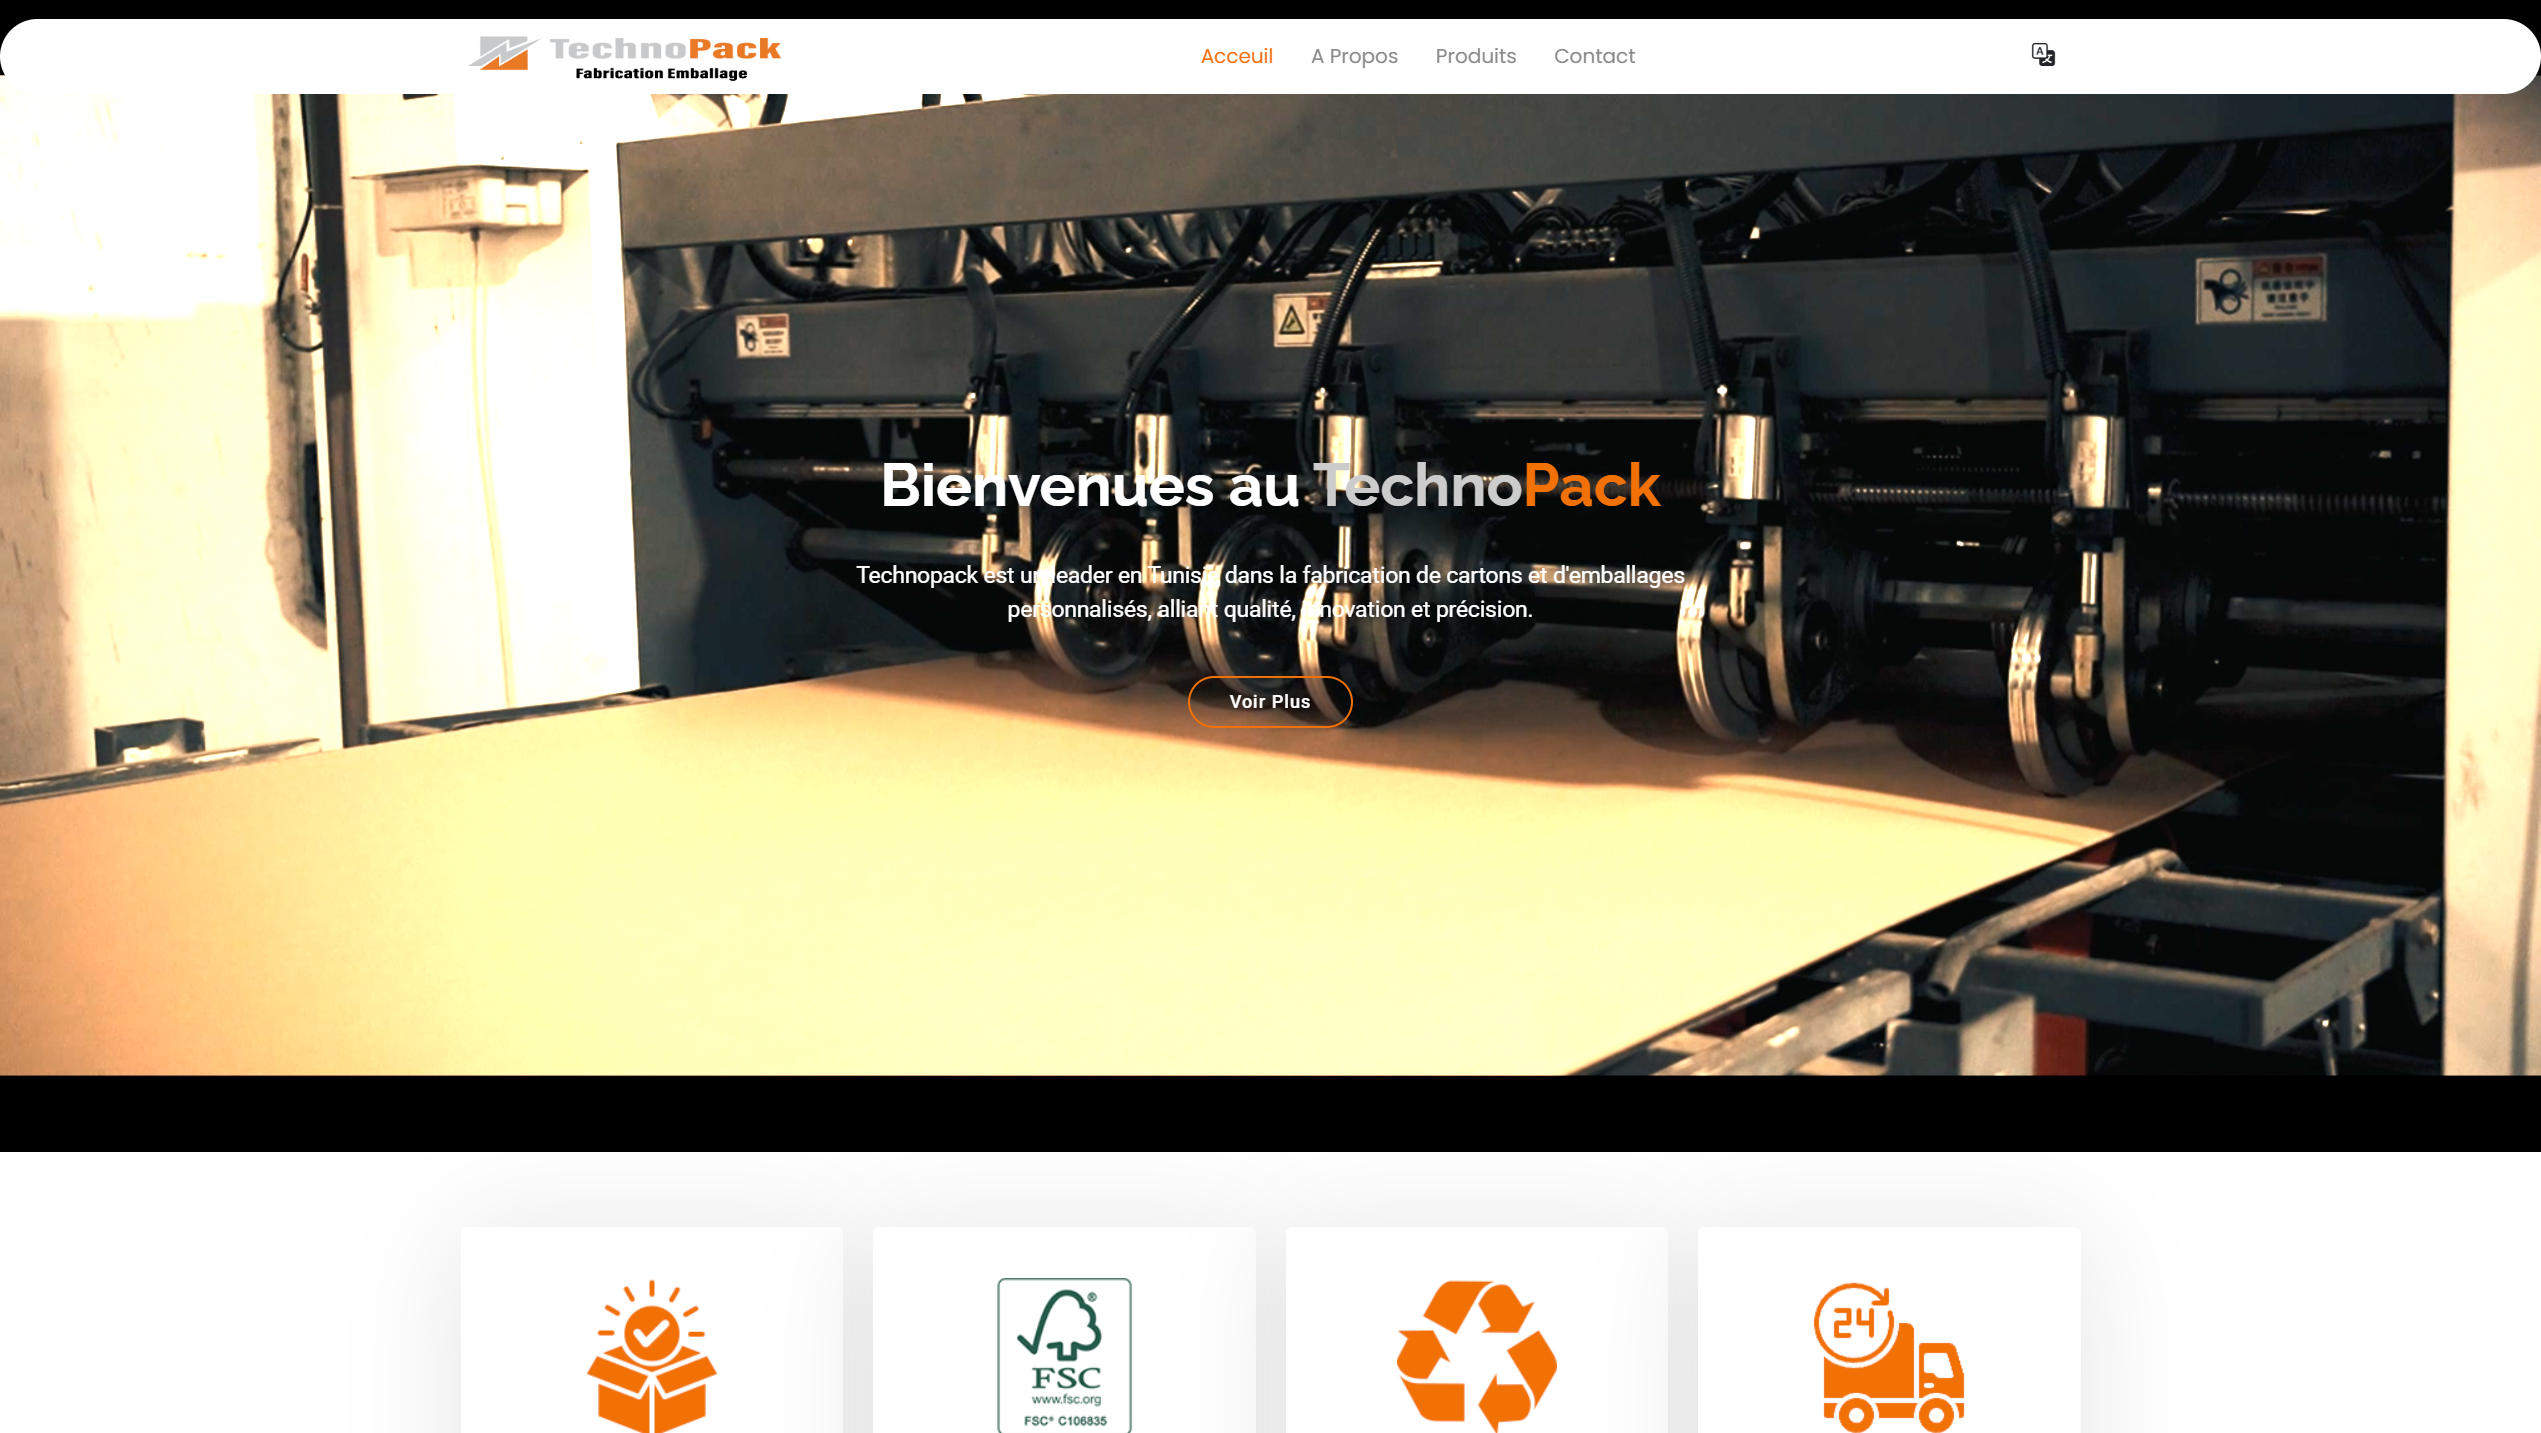 TechnoPack
Fabrication Emballage
Acceuil
A Propos
Produits
Contact
Bienvenues au TechnoPack
Technopack est un leader en Tunisie dans la fabrication de cartons et d'emballages
personnalisés, alliant qualité, innovation et précision.
Voir Plus
FSC
www.fsc.org
FSC® C106835
24